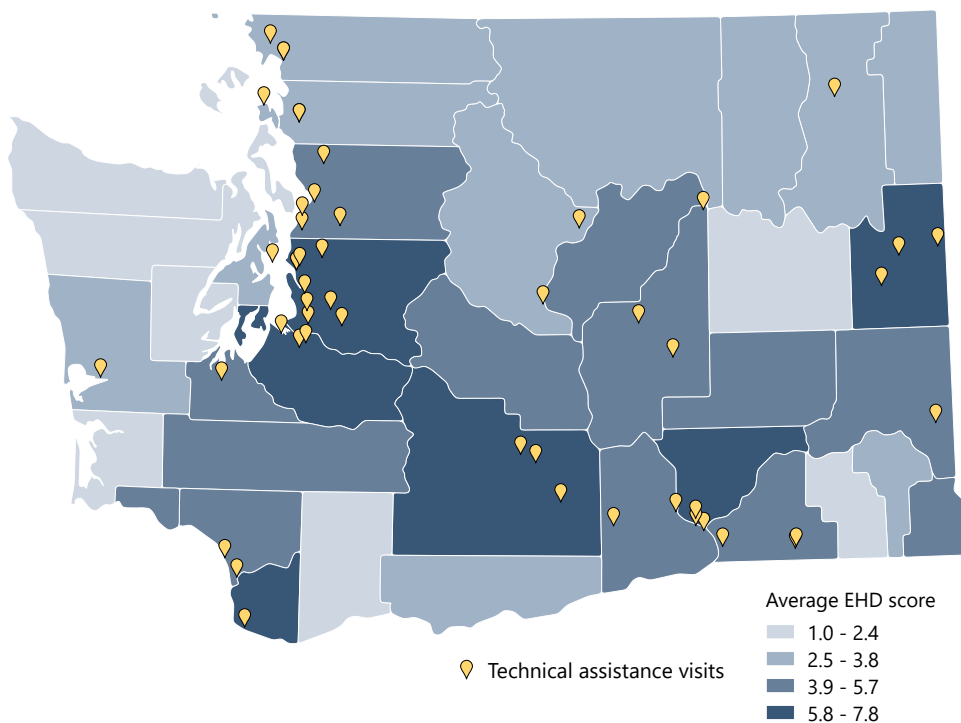 Average EHD score
1.0 - 2.4
2.5 - 3.8
3.9 - 5.7
5.8 - 7.8
Technical assistance visits